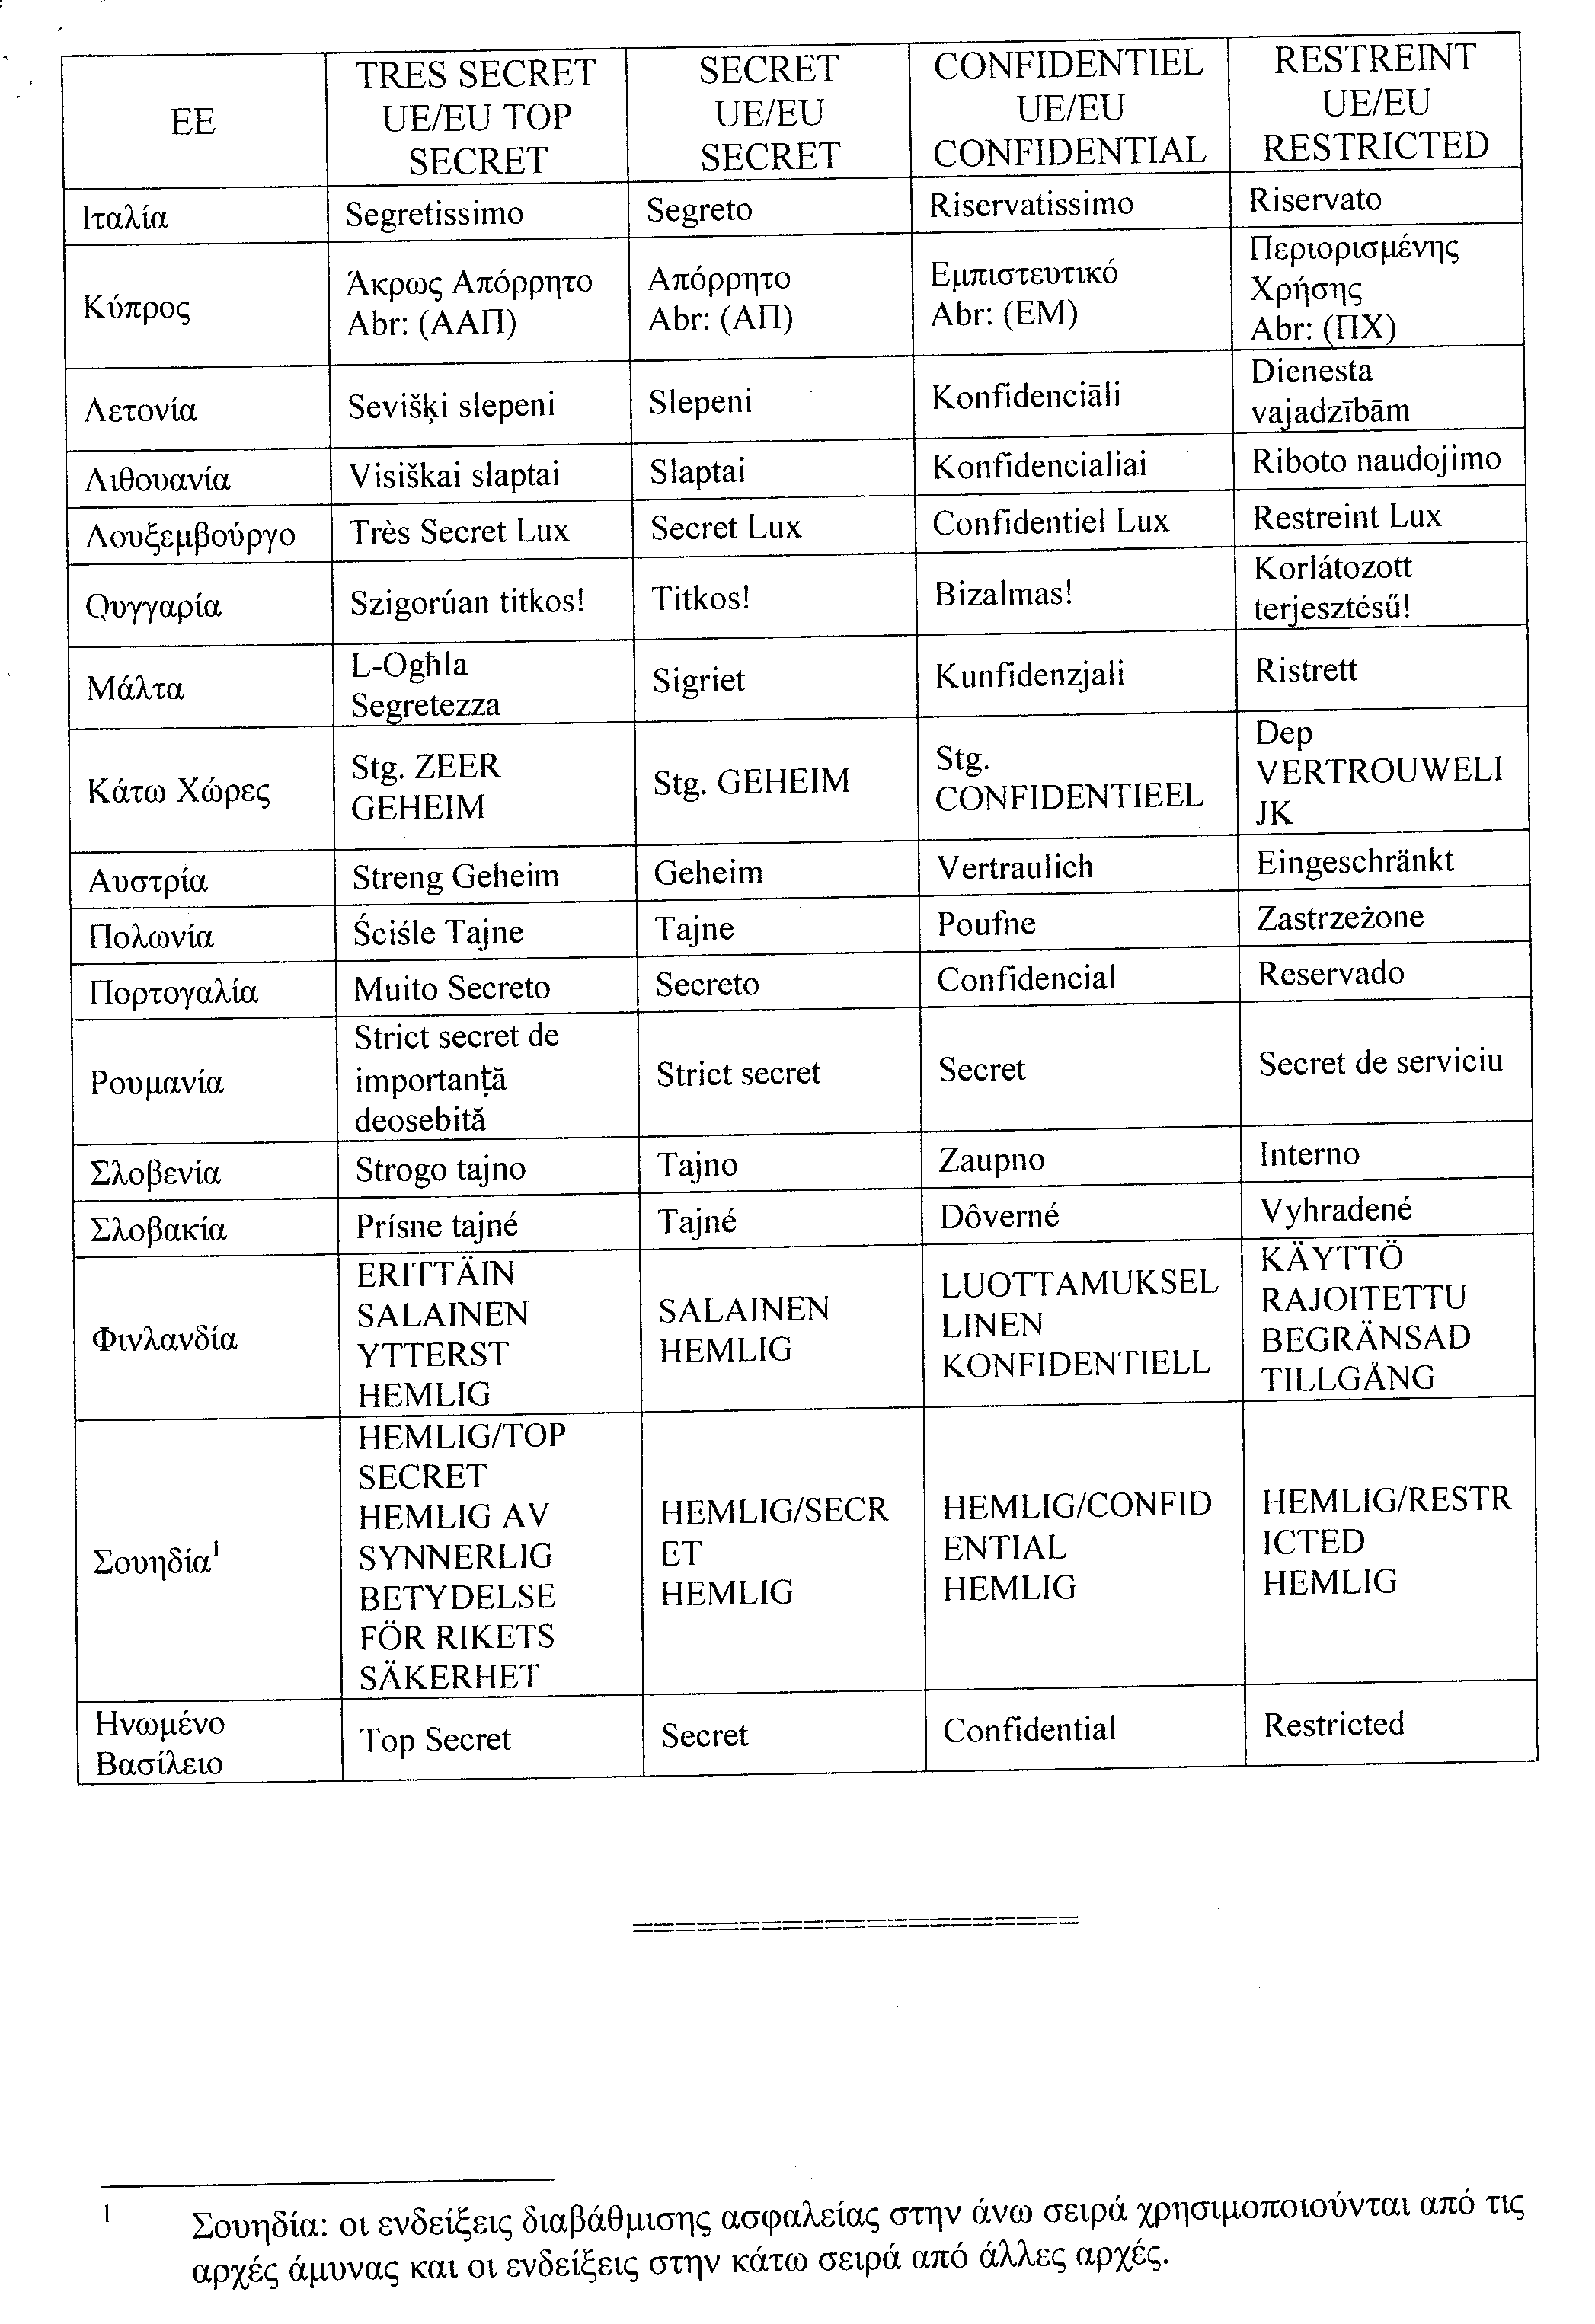 EE
TRES SECRET
UE/EU TOP
SECRET
SECRET
UE/EU
SECRET
CONFIDENTIEL
UE/EU
CONFIDENTIAL
RESTREINT
UE/EU
RESTRICTED
Ιταλία
Segretissimo
Segreto
Riservatissimo
Riservato
Κύπρος
Άκρως Απόρρητο
Abr: (ΑΑΠ)
Απόρρητο
Abr: (ΑΠ)
Εμπιστευτικό
Abr: (ΕΜ)
Περιορισμένης
Χρήσης
Abr: (ΠΧ)
Λετονία
Sevišķi slepeni
Slepeni
Konfidenciāli
Dienesta
vajadzībām
Λιθουανία
Visiškai slaptai
Slaptai
Konfidencialiai
Riboto naudojimo
Λουξεμβούργο
Très Secret Lux
Secret Lux
Confidentiel Lux
Restreint Lux
Ουγγαρία
Szigorúan titkos!
Titkos!
Bizalmas!
Korlátozott
terjesztésű!
Μάλτα
L-Ogħla
Segretezza
Sigriet
Kunfidenzjali
Ristrett
Κάτω Χώρες
Stg. ZEER
GEHEIM
Stg. GEHEIM
Stg.
CONFIDENTIEEL
Dep
VERTROUWELI
JK
Αυστρία
Streng Geheim
Geheim
Vertraulich
Eingeschränkt
Πολωνία
Ściśle Tajne
Tajne
Poufne
Zastrzeżone
Πορτογαλία
Muito Secreto
Secreto
Confidencial
Reservado
Ρουμανία
Strict secret de
importanță
deosebită
Strict secret
Secret
Secret de serviciu
Σλοβενία
Strogo tajno
Tajno
Zaupno
Interno
Σλοβακία
Prísne tajné
Tajné
Dôverné
Vyhradené
Φινλανδία
ERITTÄIN
SALAINEN
YTTERST
HEMLIG
SALAINEN
HEMLIG
LUOTTAMUKSEL
LINEN
KONFIDENTIELL
KÄYTTÖ
RAJOITETTU
BEGRÄNSAD
TILLGÅNG
Σουηδία1
HEMLIG/TOP
SECRET
HEMLIG AV
SYNNERLIG
BETYDELSE
FÖR RIKETS
SÄKERHET
HEMLIG/SECR
ET
HEMLIG
HEMLIG/CONFID
ENTIAL
HEMLIG
HEMLIG/RESTR
ICTED
HEMLIG
Ηνωμένο
Βασίλειο
Top Secret
Secret
Confidential
Restricted
1 Σουηδία: οι ενδείξεις διαβάθμισης ασφαλείας στην άνω σειρά χρησιμοποιούνται από τις
αρχές άμυνας και οι ενδείξεις στην κάτω σειρά από άλλες αρχές.